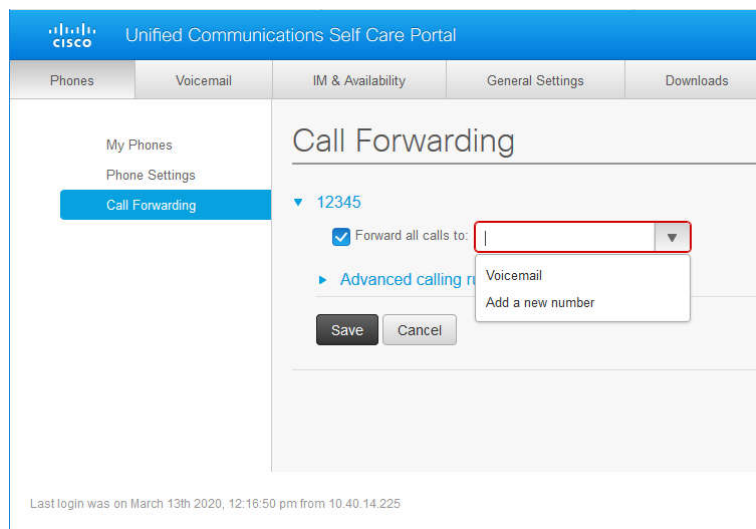 cisco Unified Communications Self Care Portal
Phones Voicemail IM & Availability General Settings Downloads
My Phones
Phone Settings
Call Forwarding
Call Forwarding
12345
Forward all calls to:
Voicemail
Add a new number
Advanced calling
Save Cancel
Last login was on March 13th 2020, 12:16:50 pm from 10.40.14.225